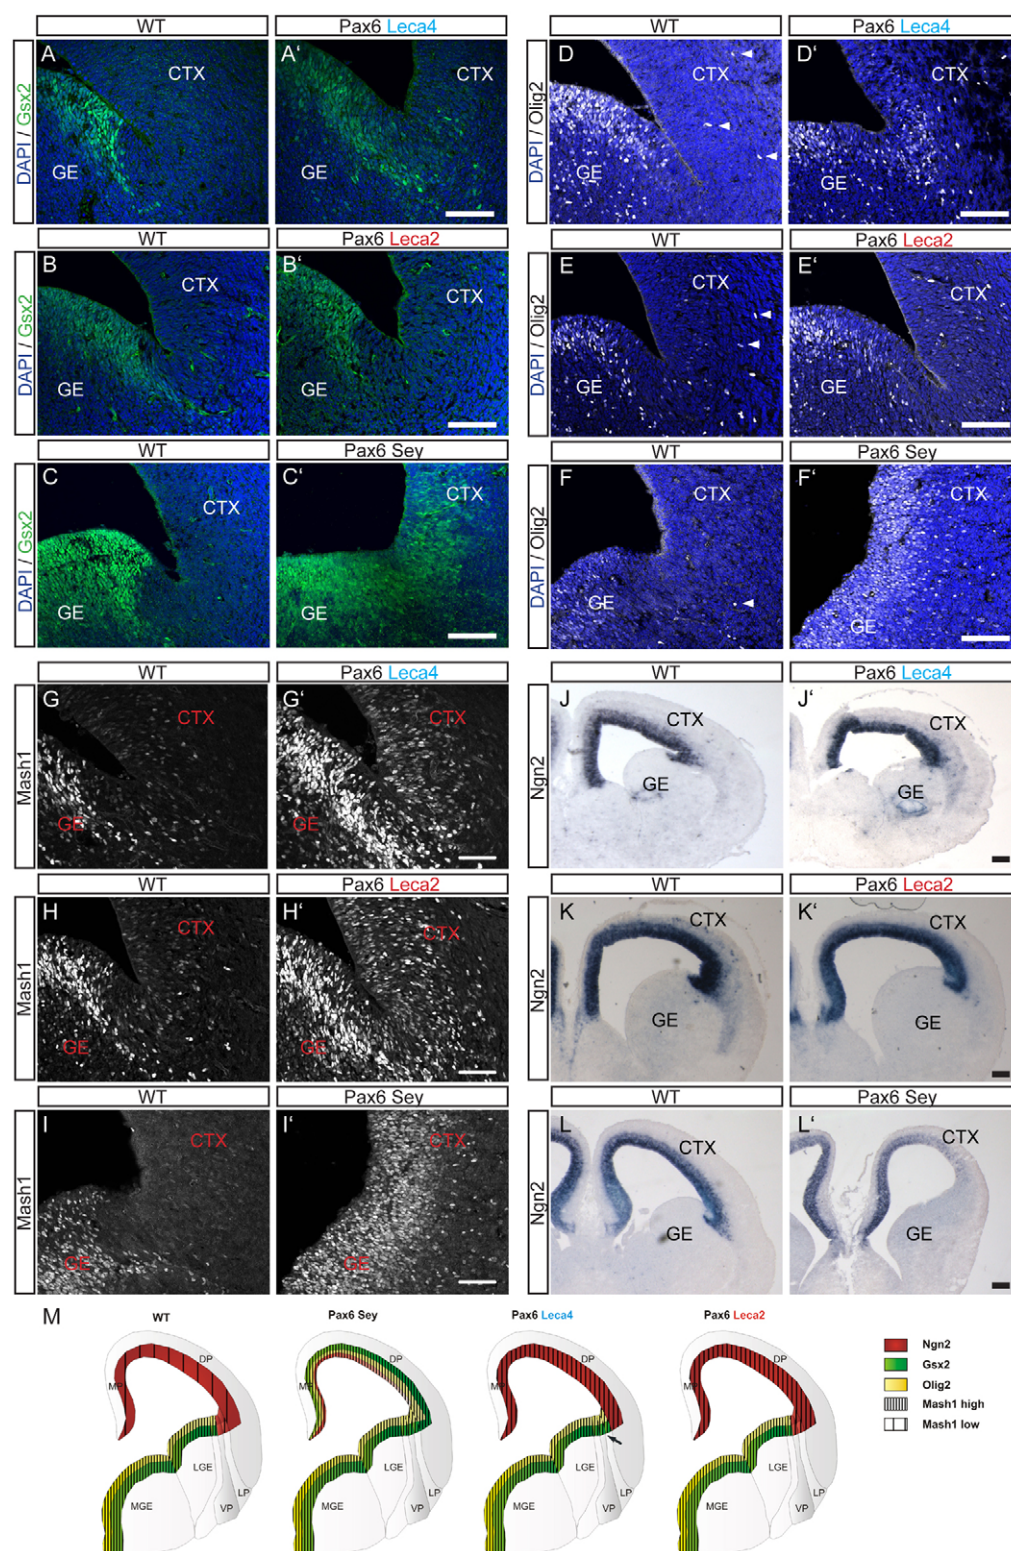 WT
Pax6 Leca4
WT
Pax6 Leca4
DAPI / Gsx2
A
CTX
GE
A'
CTX
DAPI / Olig2
D
CTX
GE
D'
CTX
GE
WT
Pax6 Leca2
WT
Pax6 Leca2
DAPI / Gsx2
B
CTX
GE
B'
CTX
GE
DAPI / Olig2
E
CTX
GE
E'
CTX
GE
WT
Pax6 Sey
WT
Pax6 Sey
DAPI / Gsx2
C
CTX
GE
C'
CTX
GE
DAPI / Olig2
F
CTX
GE
F'
CTX
GE
WT
Pax6 Leca4
WT
Pax6 Leca4
Mash1
G
CTX
GE
G'
CTX
GE
Ngn2
J
CTX
GE
J'
CTX
GE
WT
Pax6 Leca2
WT
Pax6 Leca2
Mash1
H
CTX
GE
H'
CTX
GE
Ngn2
K
CTX
GE
K'
CTX
GE
WT
Pax6 Sey
WT
Pax6 Sey
Mash1
I
CTX
GE
I'
CTX
GE
Ngn2
L
CTX
GE
L'
CTX
GE
M
WT
Pax6 Sey
Pax6 Leca4
Pax6 Leca2
DP
MP
LGE
MGE
VP
LP
DP
MP
LGE
MGE
VP
LP
DP
MP
LGE
MGE
VP
LP
DP
MP
LGE
MGE
VP
LP
Ngn2
Gsx2
Olig2
Mash1 high
Mash1 low